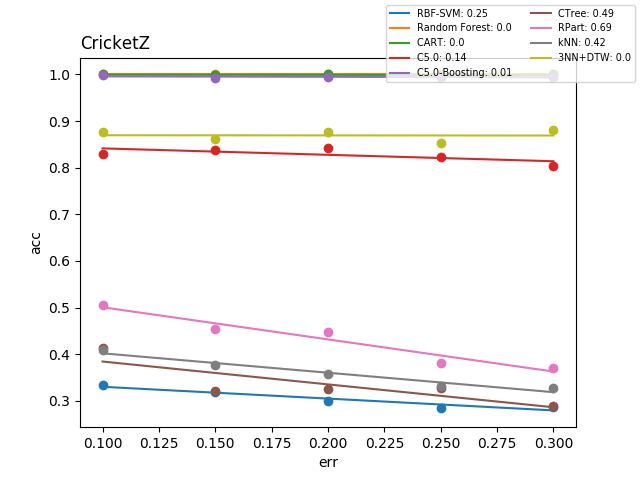 CricketZ
RBF-SVM: 0.25
Random Forest: 0.0
CART: 0.0
C5.0: 0.14
C5.0-Boosting: 0.01
CTree: 0.49
RPart: 0.69
kNN: 0.42
3NN+DTW: 0.0
1.0
0.9
0.8
0.7
0.6
0.5
0.4
0.3
acc
0.100 0.125 0.150 0.175 0.200 0.225 0.250 0.275 0.300
err